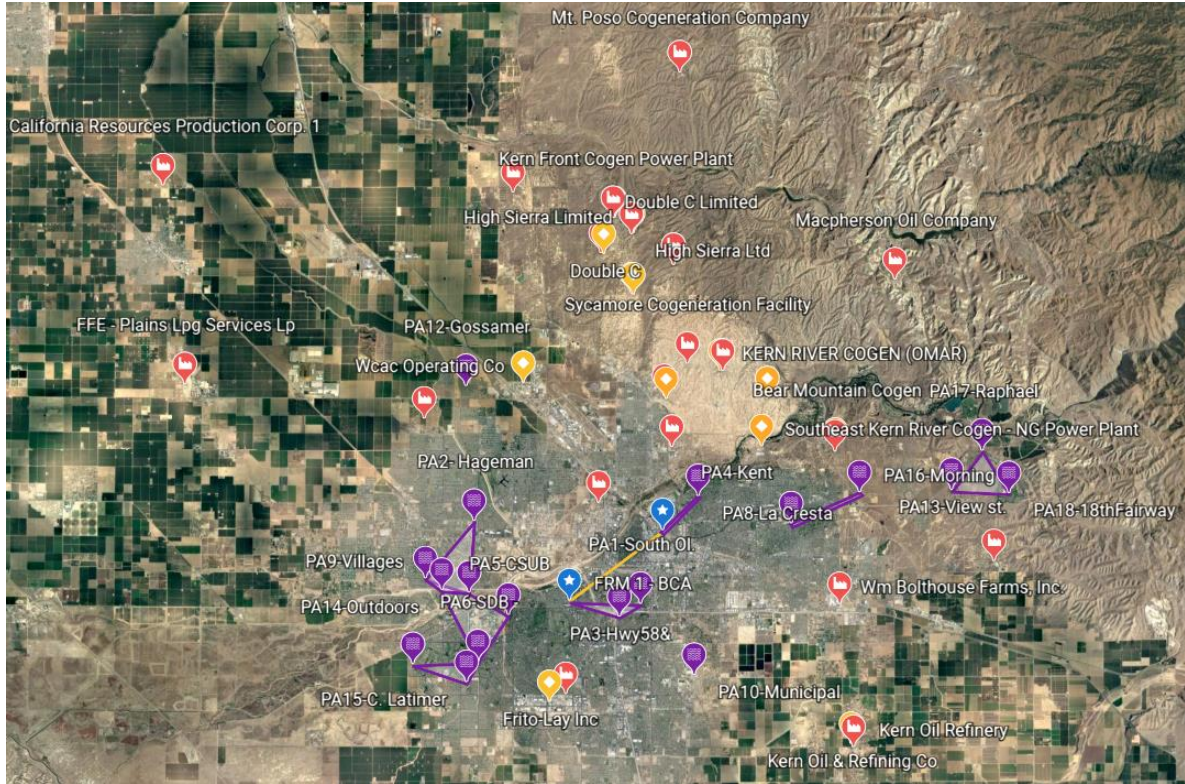 Mt. Poso Cogeneration Company
California Resources Production Corp. 1
Kern Front Cogen Power Plant
Double C Limited
High Sierra Limited
Macpherson Oil Company
High Sierra Ltd
Double C
Sycamore Cogeneration Facility
FFE - Plains Lpg Services Lp
PA12-Gossamer
KERN RIVER COGEN (OMAR)
Wcac Operating Co
Bear Mountain Cogen
PA17-Raphael
Southeast Kern River Cogen - NG Power Plant
PA2- Hageman
PA4-Kent
PA16-Morning
PA13-View st.
PA8-La Cresta
PA18-18thFairway
PA1-South Ol.
PA9-Villages
PA5-CSUB
FRM 1 - BCA
Wm Bolthouse Farms, Inc.
PA14-Outdoors
PA6-SDB-
PA3-Hwy58&
PA15-C. Latimer
PA10-Municipal
Frito-Lay Inc
Kern Oil Refinery
Kern Oil & Refining Co